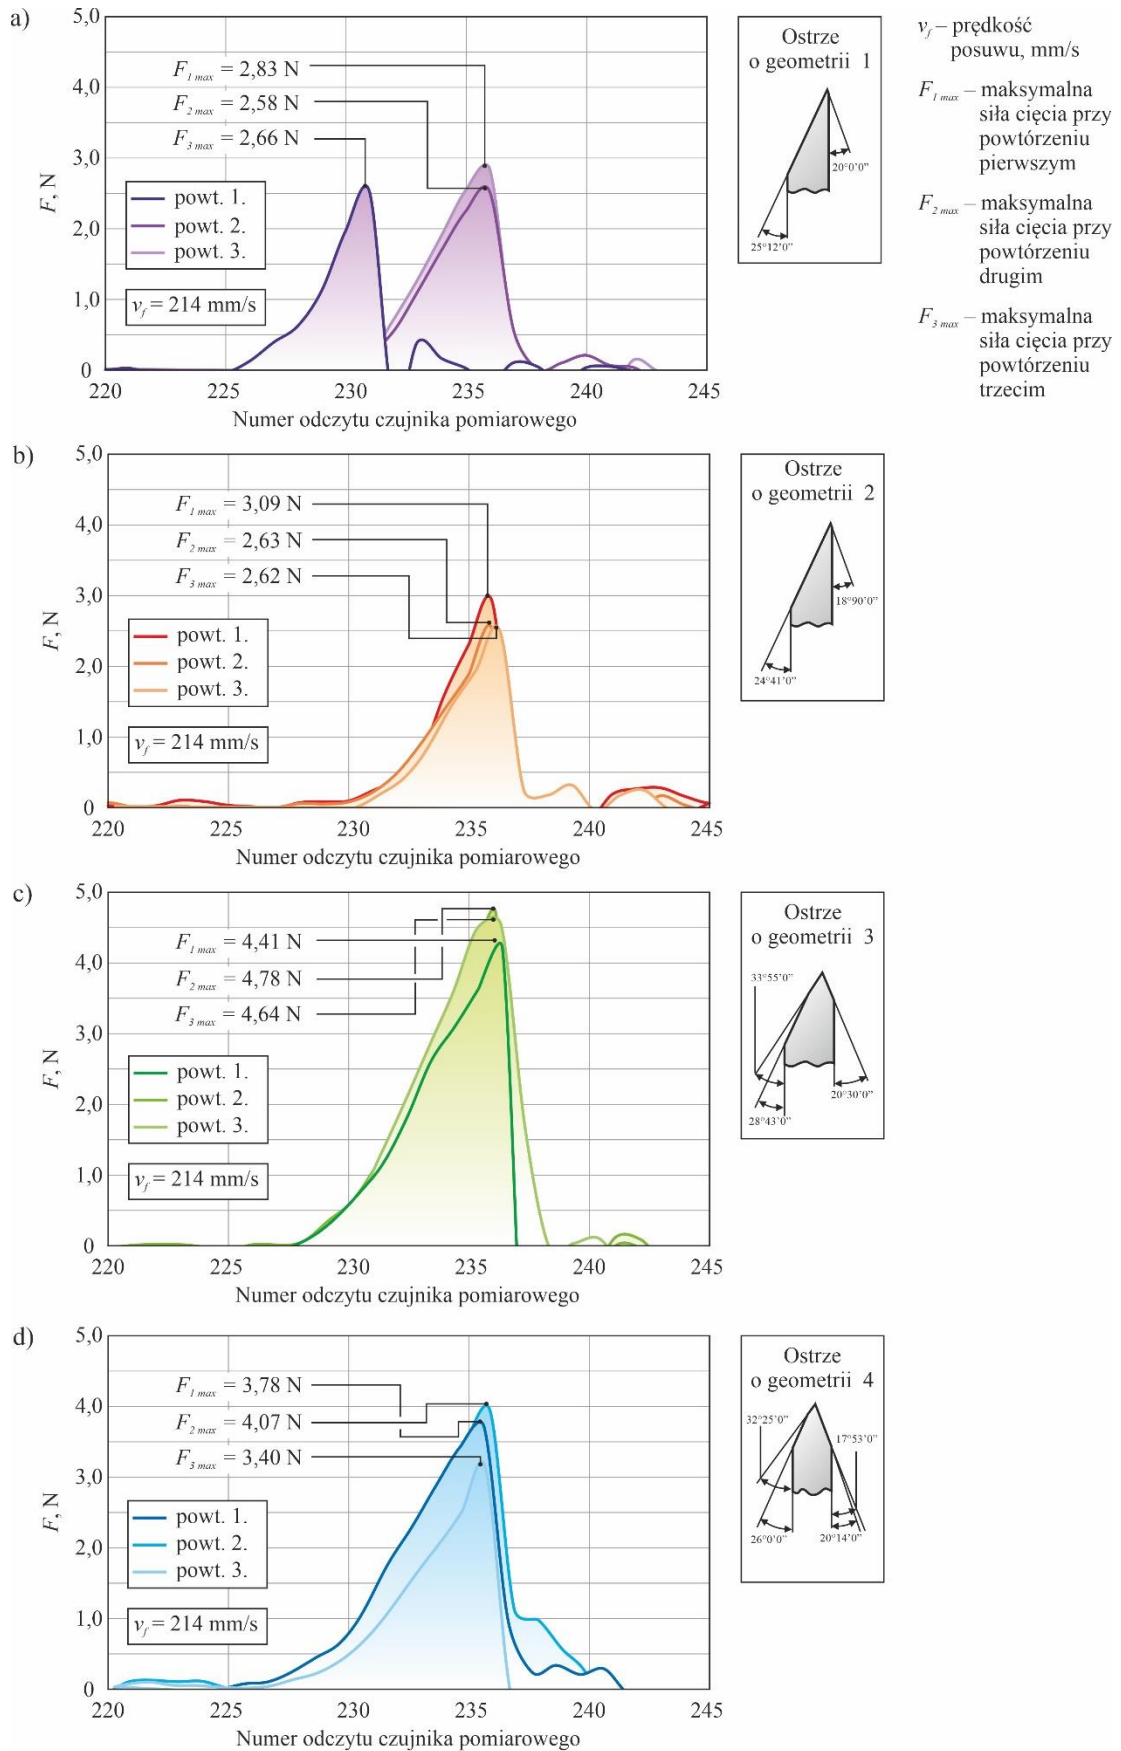 a)
5,0
4,0
3,0
2,0
1,0
0
F, N
F1 max = 2,83 N
F2 max = 2,58 N
F3 max = 2,66 N
powt. 1.
powt. 2.
powt. 3.
vf = 214 mm/s
220 225 230 235 240 245
Numer odczytu czujnika pomiarowego
Ostrze
o geometrii 1
20°0'0”
25°12'0”
vf – prędkość
posuwu, mm/s
F1 max – maksymalna
siła cięcia przy
powtórzeniu
pierwszym
F2 max – maksymalna
siła cięcia przy
powtórzeniu
drugim
F3 max – maksymalna
siła cięcia przy
powtórzeniu
trzecim
b)
5,0
4,0
3,0
2,0
1,0
0
F, N
F1 max = 3,09 N
F2 max = 2,63 N
F3 max = 2,62 N
powt. 1.
powt. 2.
powt. 3.
vf = 214 mm/s
220 225 230 235 240 245
Numer odczytu czujnika pomiarowego
Ostrze
o geometrii 2
18°90'0”
24°41'0”
c)
5,0
4,0
3,0
2,0
1,0
0
F, N
F1 max = 4,41 N
F2 max = 4,78 N
F3 max = 4,64 N
powt. 1.
powt. 2.
powt. 3.
vf = 214 mm/s
220 225 230 235 240 245
Numer odczytu czujnika pomiarowego
Ostrze
o geometrii 3
33°55'0”
20°30'0”
28°43'0”
d)
5,0
4,0
3,0
2,0
1,0
0
F, N
F1 max = 3,78 N
F2 max = 4,07 N
F3 max = 3,40 N
powt. 1.
powt. 2.
powt. 3.
vf = 214 mm/s
220 225 230 235 240 245
Numer odczytu czujnika pomiarowego
Ostrze
o geometrii 4
32°25'0”
17°53'0”
26°0'0”
20°14'0”